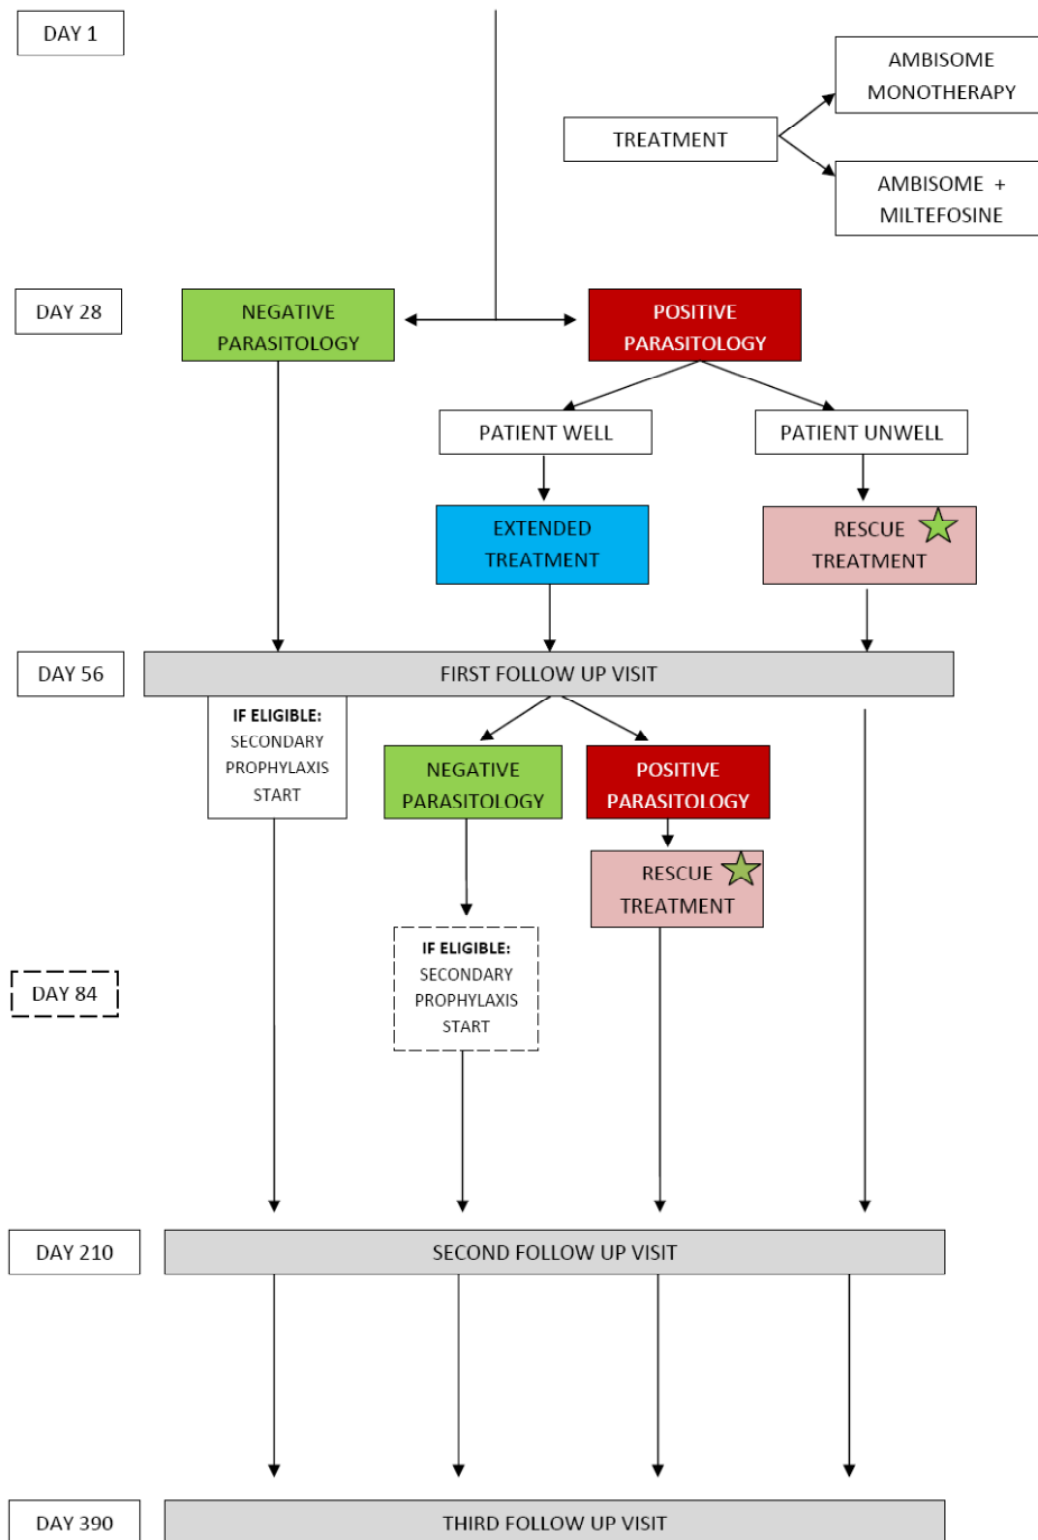 DAY 1
AMBISOME
MONOTHERAPY
TREATMENT
AMBISOME +
MILTEFOSINE
DAY 28
NEGATIVE
PARASITOLOGY
POSITIVE
PARASITOLOGY
PATIENT WELL
PATIENT UNWELL
EXTENDED
TREATMENT
RESCUE
TREATMENT
DAY 56
FIRST FOLLOW UP VISIT
IF ELIGIBLE:
SECONDARY
PROPHYLAXIS
START
NEGATIVE
PARASITOLOGY
POSITIVE
PARASITOLOGY
RESCUE
TREATMENT
IF ELIGIBLE:
SECONDARY
PROPHYLAXIS
START
DAY 84
DAY 210
SECOND FOLLOW UP VISIT
DAY 390
THIRD FOLLOW UP VISIT